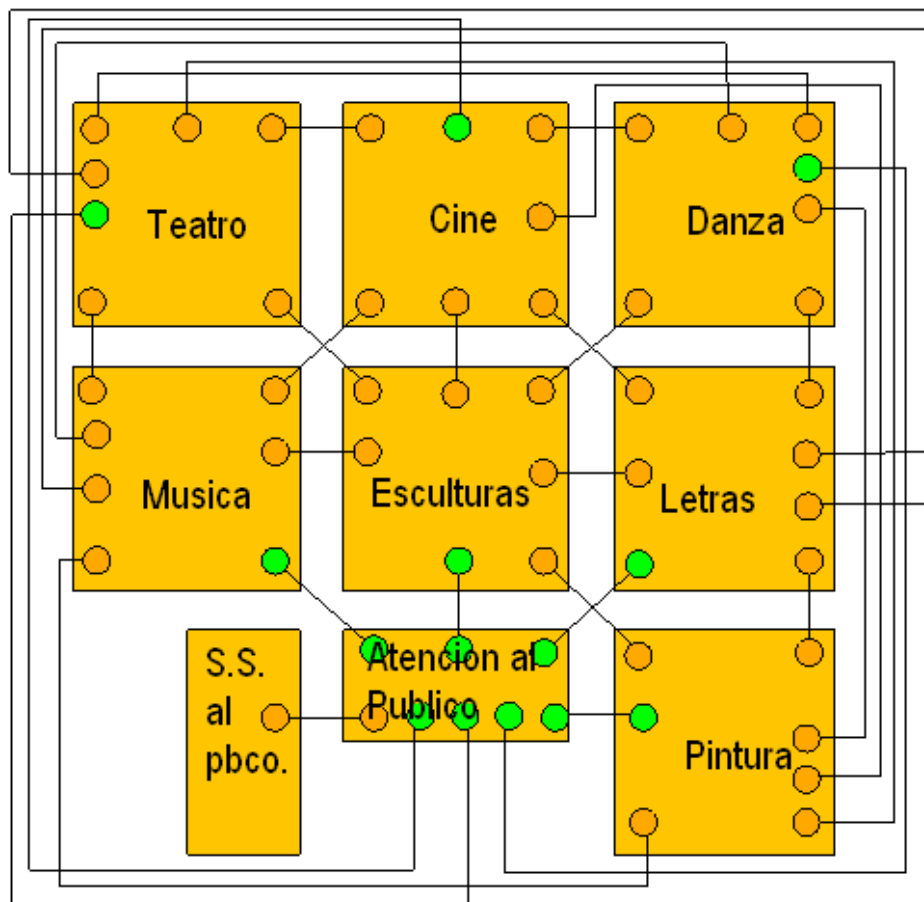 Teatro
Cine
Danza
Musica
Esculturas
Letras
S.S.
al
pbco.
Atencion al
Publico
Pintura